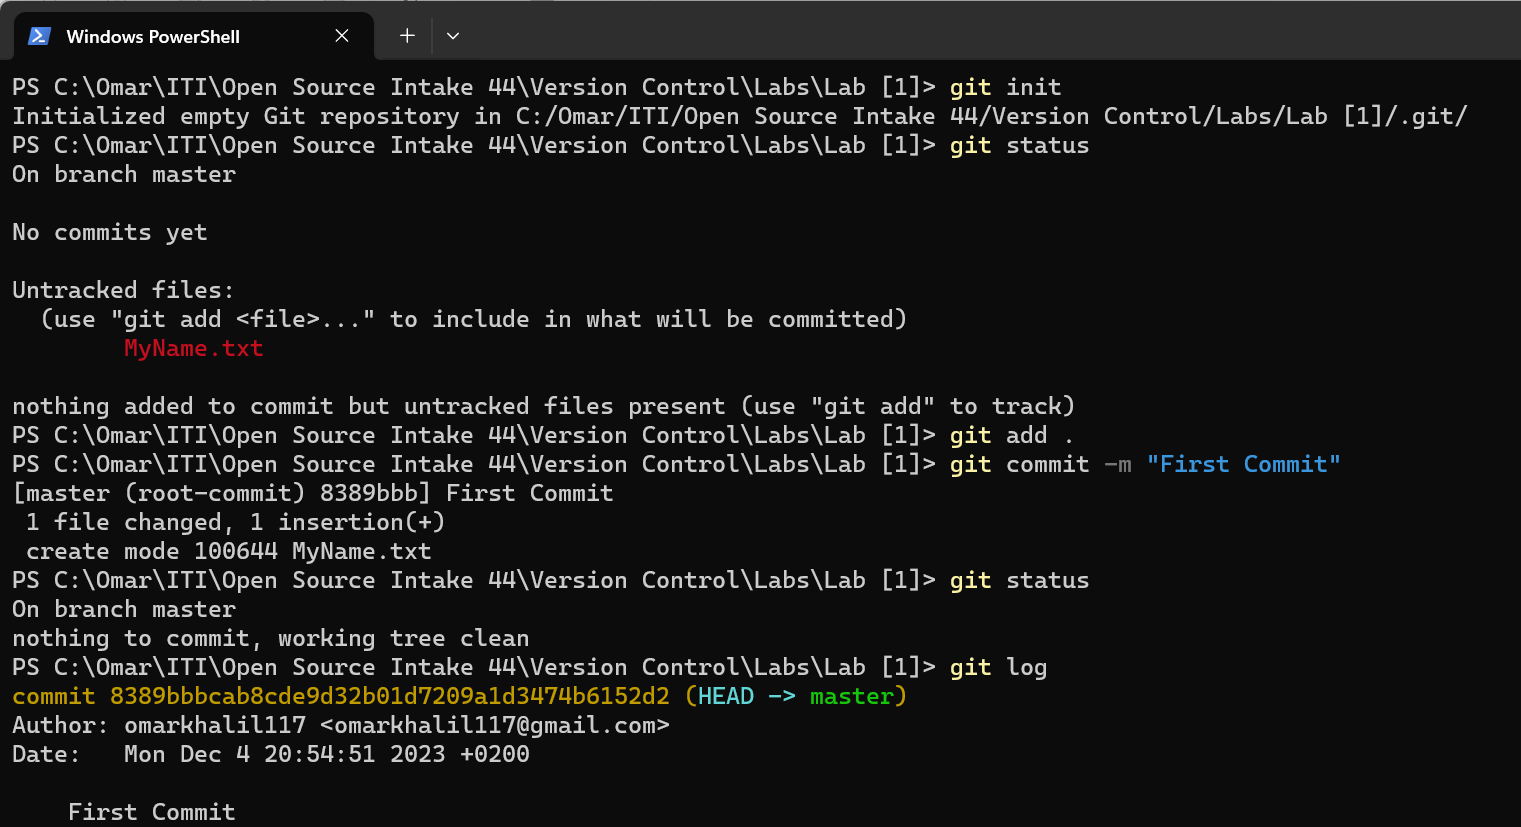 Windows PowerShell
PS C:\Omar\ITI\Open Source Intake 44\Version Control\Labs\Lab [1]> git init
Initialized empty Git repository in C:/Omar/ITI/Open Source Intake 44/Version Control/Labs/Lab [1]/.git/
PS C:\Omar\ITI\Open Source Intake 44\Version Control\Labs\Lab [1]> git status
On branch master

No commits yet

Untracked files:
  (use "git add <file>..." to include in what will be committed)
        MyName.txt

nothing added to commit but untracked files present (use "git add" to track)
PS C:\Omar\ITI\Open Source Intake 44\Version Control\Labs\Lab [1]> git add .
PS C:\Omar\ITI\Open Source Intake 44\Version Control\Labs\Lab [1]> git commit -m "First Commit"
[master (root-commit) 8389bbb] First Commit
 1 file changed, 1 insertion(+)
 create mode 100644 MyName.txt
PS C:\Omar\ITI\Open Source Intake 44\Version Control\Labs\Lab [1]> git status
On branch master
nothing to commit, working tree clean
PS C:\Omar\ITI\Open Source Intake 44\Version Control\Labs\Lab [1]> git log
commit 8389bbbcab8cde9d32b01d7209a1d3474b6152d2 (HEAD -> master)
Author: omarkhalil117 <omarkhalil117@gmail.com>
Date:   Mon Dec 4 20:54:51 2023 +0200

    First Commit